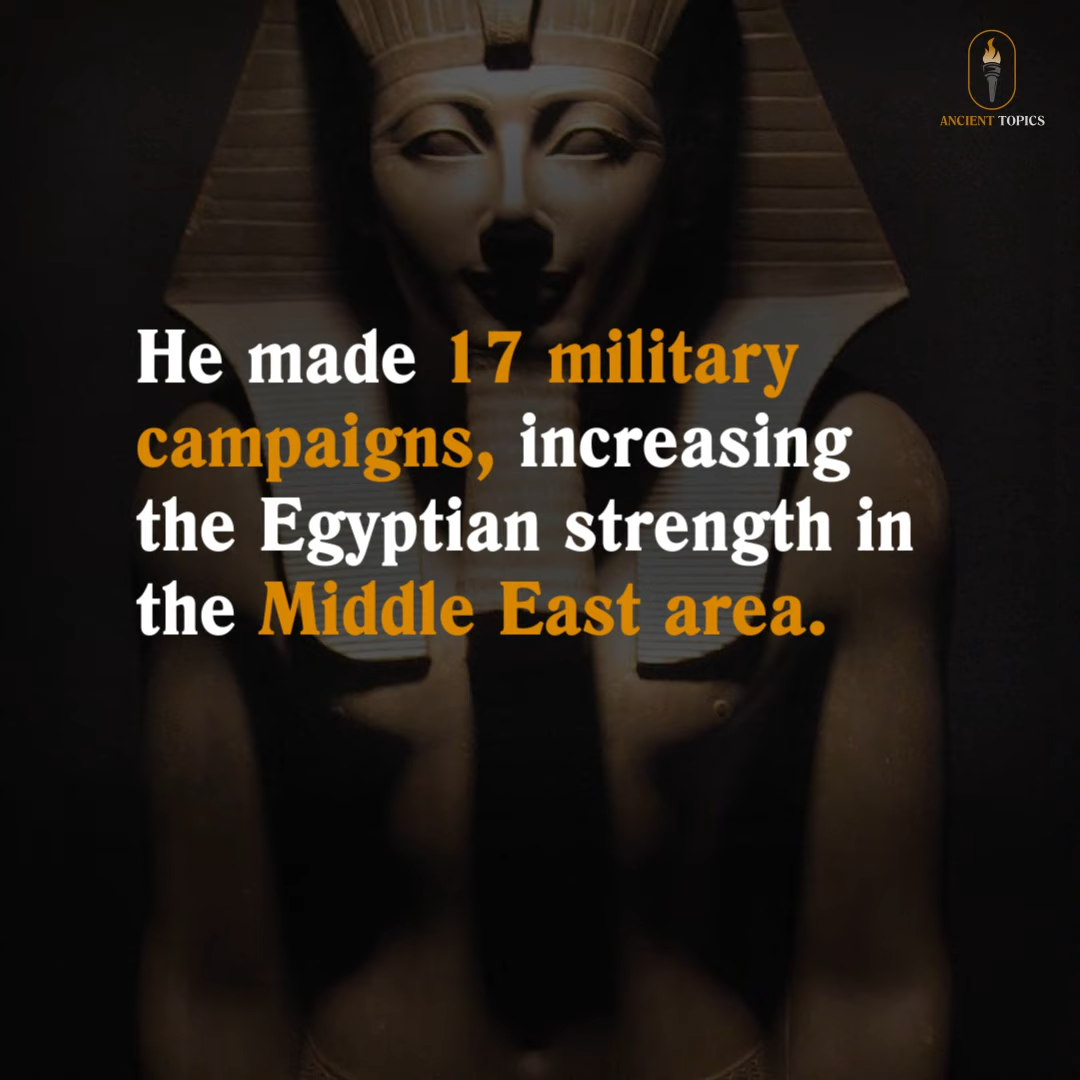 ANCIENT TOPICS
He made 17 military
campaigns, increasing
the Egyptian strength in
the Middle East area.